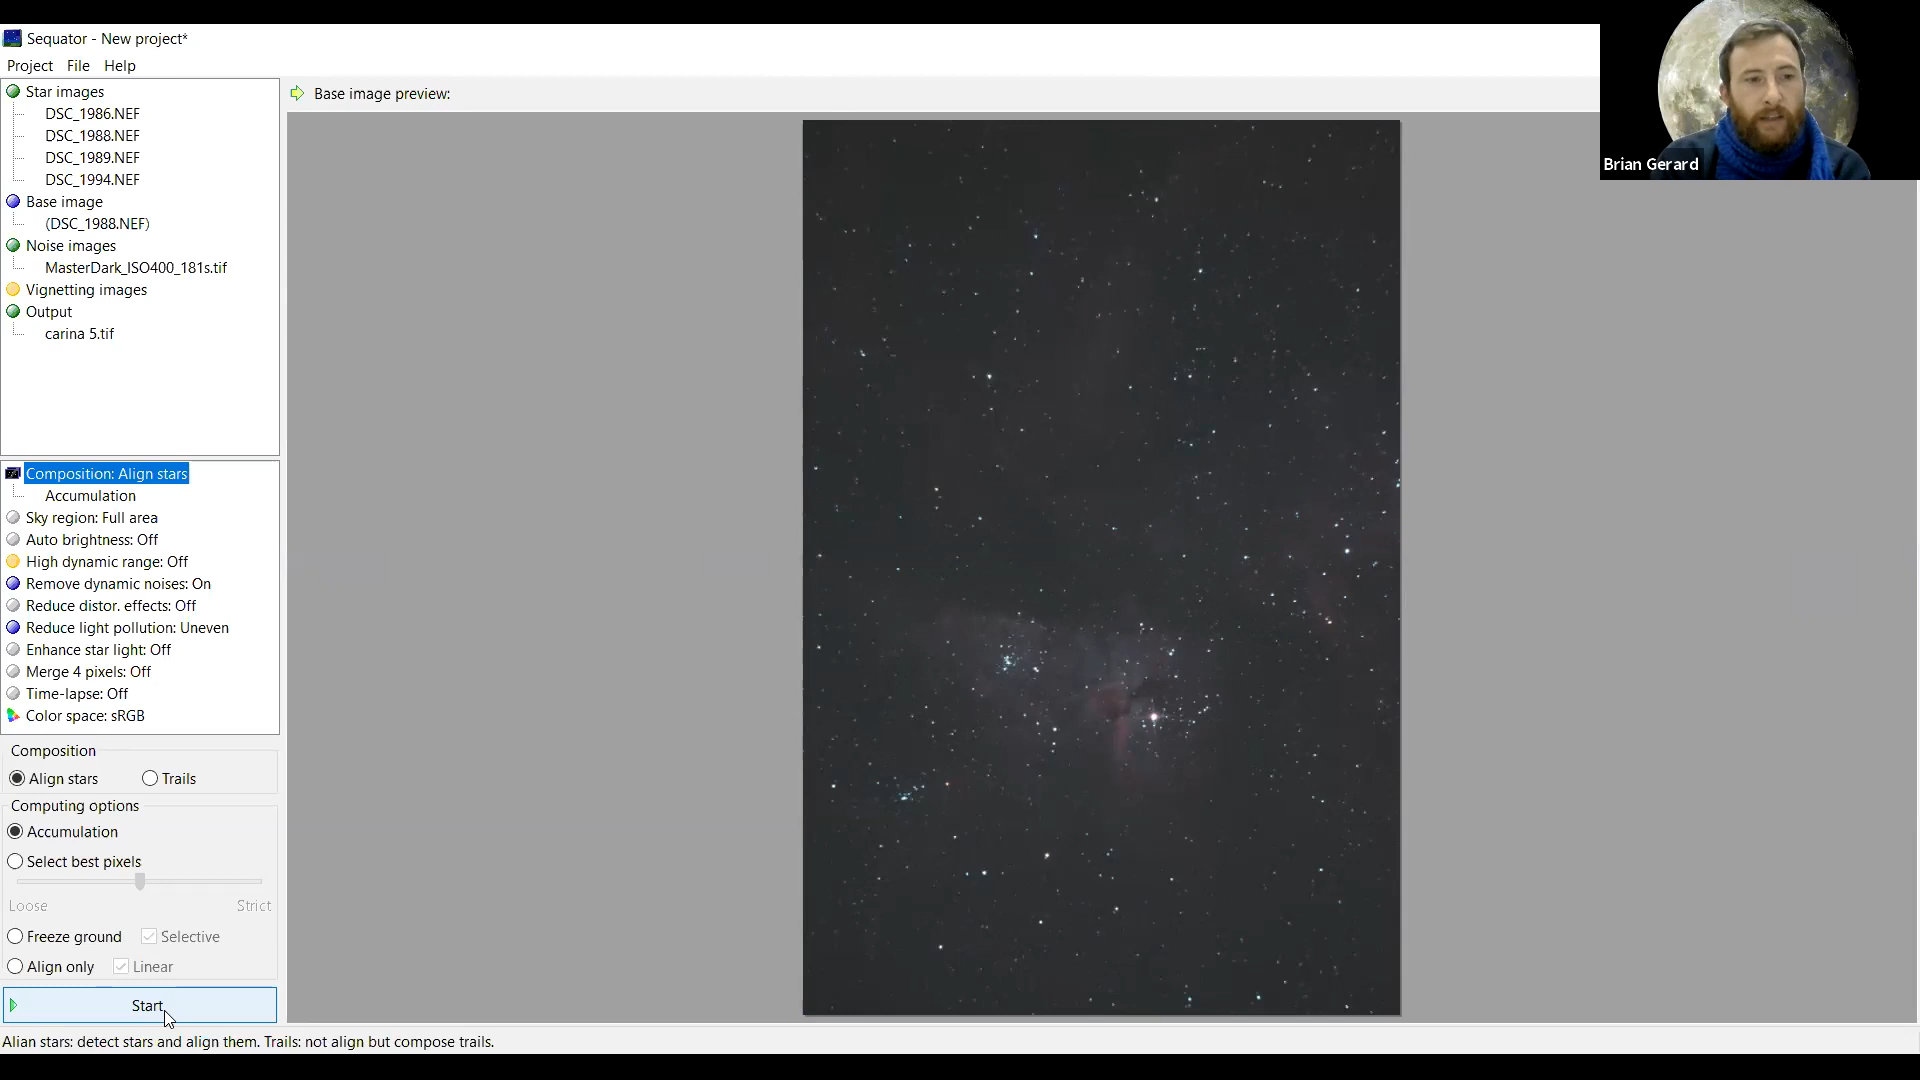 Sequator - New project*
Project File Help
Star images
DSC_1986.NEF
DSC_1988.NEF
DSC_1989.NEF
DSC_1994.NEF
Base image
(DSC_1988.NEF)
Noise images
MasterDark_ISO400_181s.tif
Vignetting images
Output
carina 5.tif
Composition: Align stars
Accumulation
Sky region: Full area
Auto brightness: Off
High dynamic range: Off
Remove dynamic noises: On
Reduce distor. effects: Off
Reduce light pollution: Uneven
Enhance star light: Off
Merge 4 pixels: Off
Time-lapse: Off
Color space: sRGB
Composition
Align stars Trails
Computing options
Accumulation
Select best pixels
Loose Strict
Freeze ground Selective
Align only Linear
Start
Alian stars: detect stars and align them. Trails: not align but compose trails.
Base image preview:
Brian Gerard